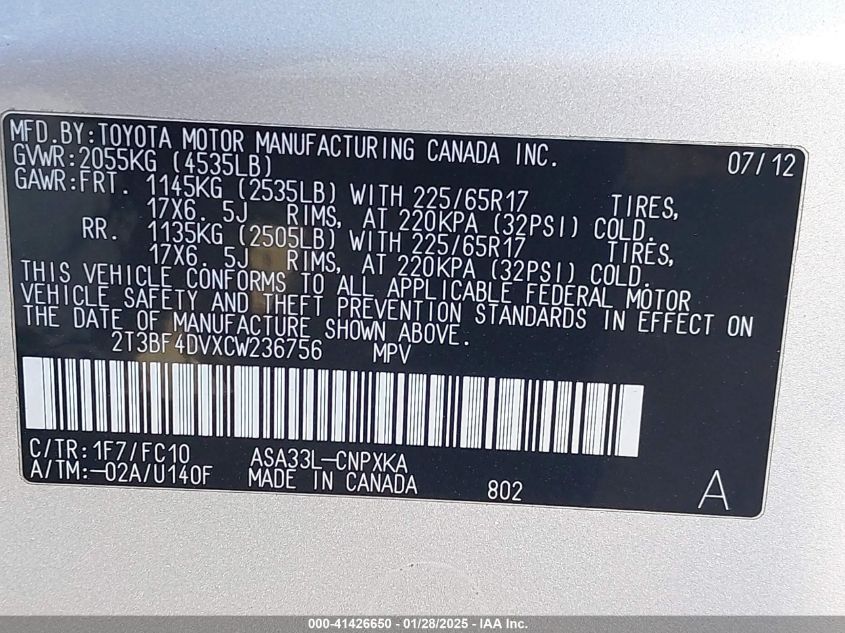 MFD.BY:TOYOTA MOTOR MANUFACTURING CANADA INC. 07/12
GVWR:2055KG (4535LB)
GAWR:FRT. 1145KG (2535LB) WITH 225/65R17 TIRES,
17X6. 5J RIMS, AT 220KPA (32PSI) COLD.
RR. 1135KG (2505LB) WITH 225/65R17 TIRES,
17X6. 5J RIMS, AT 220KPA (32PSI) COLD.
THIS VEHICLE CONFORMS TO ALL APPLICABLE FEDERAL MOTOR
VEHICLE SAFETY AND THEFT PREVENTION STANDARDS IN EFFECT ON
THE DATE OF MANUFACTURE SHOWN ABOVE.
2T3BF4DVXCW236756 MPV
C/TR:1F7/FC10 ASA33L-CNPXKA
A/TM:-02A/U140F MADE IN CANADA 802 A
000-41426650 - 01/28/2025 - IAA Inc.